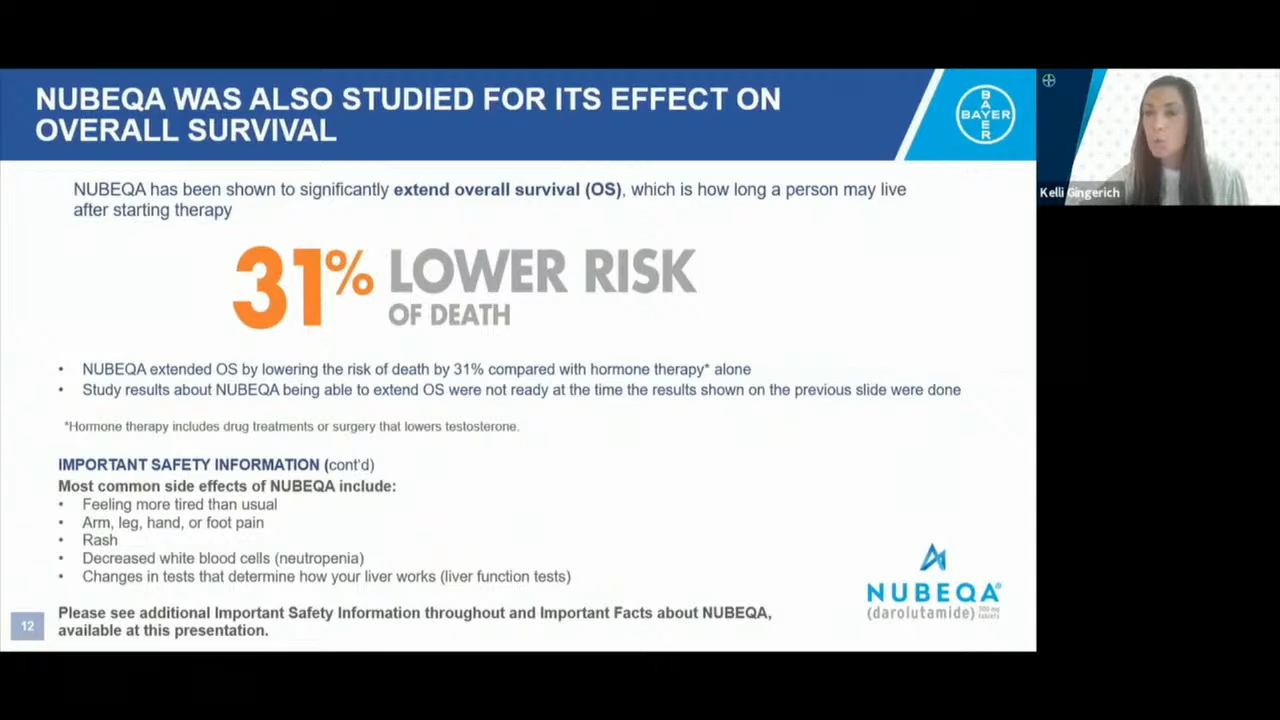 NUBEQA WAS ALSO STUDIED FOR ITS EFFECT ON
OVERALL SURVIVAL
BAYER
BAYER
Kelli Gingerich
NUBEQA has been shown to significantly extend overall survival (OS), which is how long a person may live
after starting therapy
31% LOWER RISK
OF DEATH
• NUBEQA extended OS by lowering the risk of death by 31% compared with hormone therapy* alone
• Study results about NUBEQA being able to extend OS were not ready at the time the results shown on the previous slide were done
*Hormone therapy includes drug treatments or surgery that lowers testosterone.
IMPORTANT SAFETY INFORMATION (cont'd)
Most common side effects of NUBEQA include:
• Feeling more tired than usual
• Arm, leg, hand, or foot pain
• Rash
• Decreased white blood cells (neutropenia)
• Changes in tests that determine how your liver works (liver function tests)
Please see additional Important Safety Information throughout and Important Facts about NUBEQA,
available at this presentation.
12
NUBEQA®
(darolutamide) 300 mg
tablets